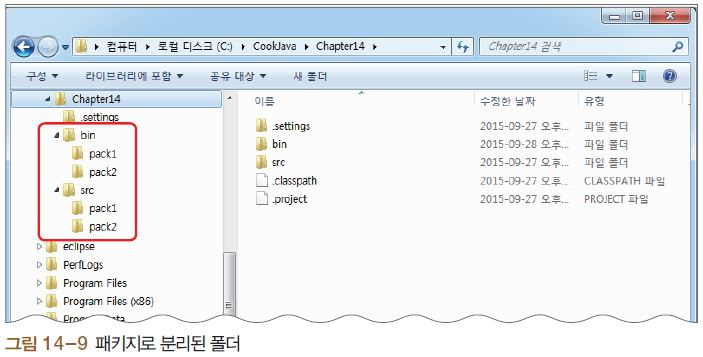 컴퓨터 ▸ 로컬 디스크 (C:) ▸ CookJava ▸ Chapter14 ▸
Chapter14 검색
구성 ▾ 라이브러리에 포함 ▾ 공유 대상 ▾ 새 폴더
Chapter14
.settings
bin
pack1
pack2
src
pack1
pack2
eclipse
PerfLogs
Program Files
Program Files (x86)
이름 수정한 날짜 유형
.settings 2015-09-27 오후... 파일 폴더
bin 2015-09-28 오후... 파일 폴더
src 2015-09-27 오후... 파일 폴더
.classpath 2015-09-27 오후... CLASSPATH 파일
.project 2015-09-27 오후... PROJECT 파일
그림 14-9 패키지로 분리된 폴더